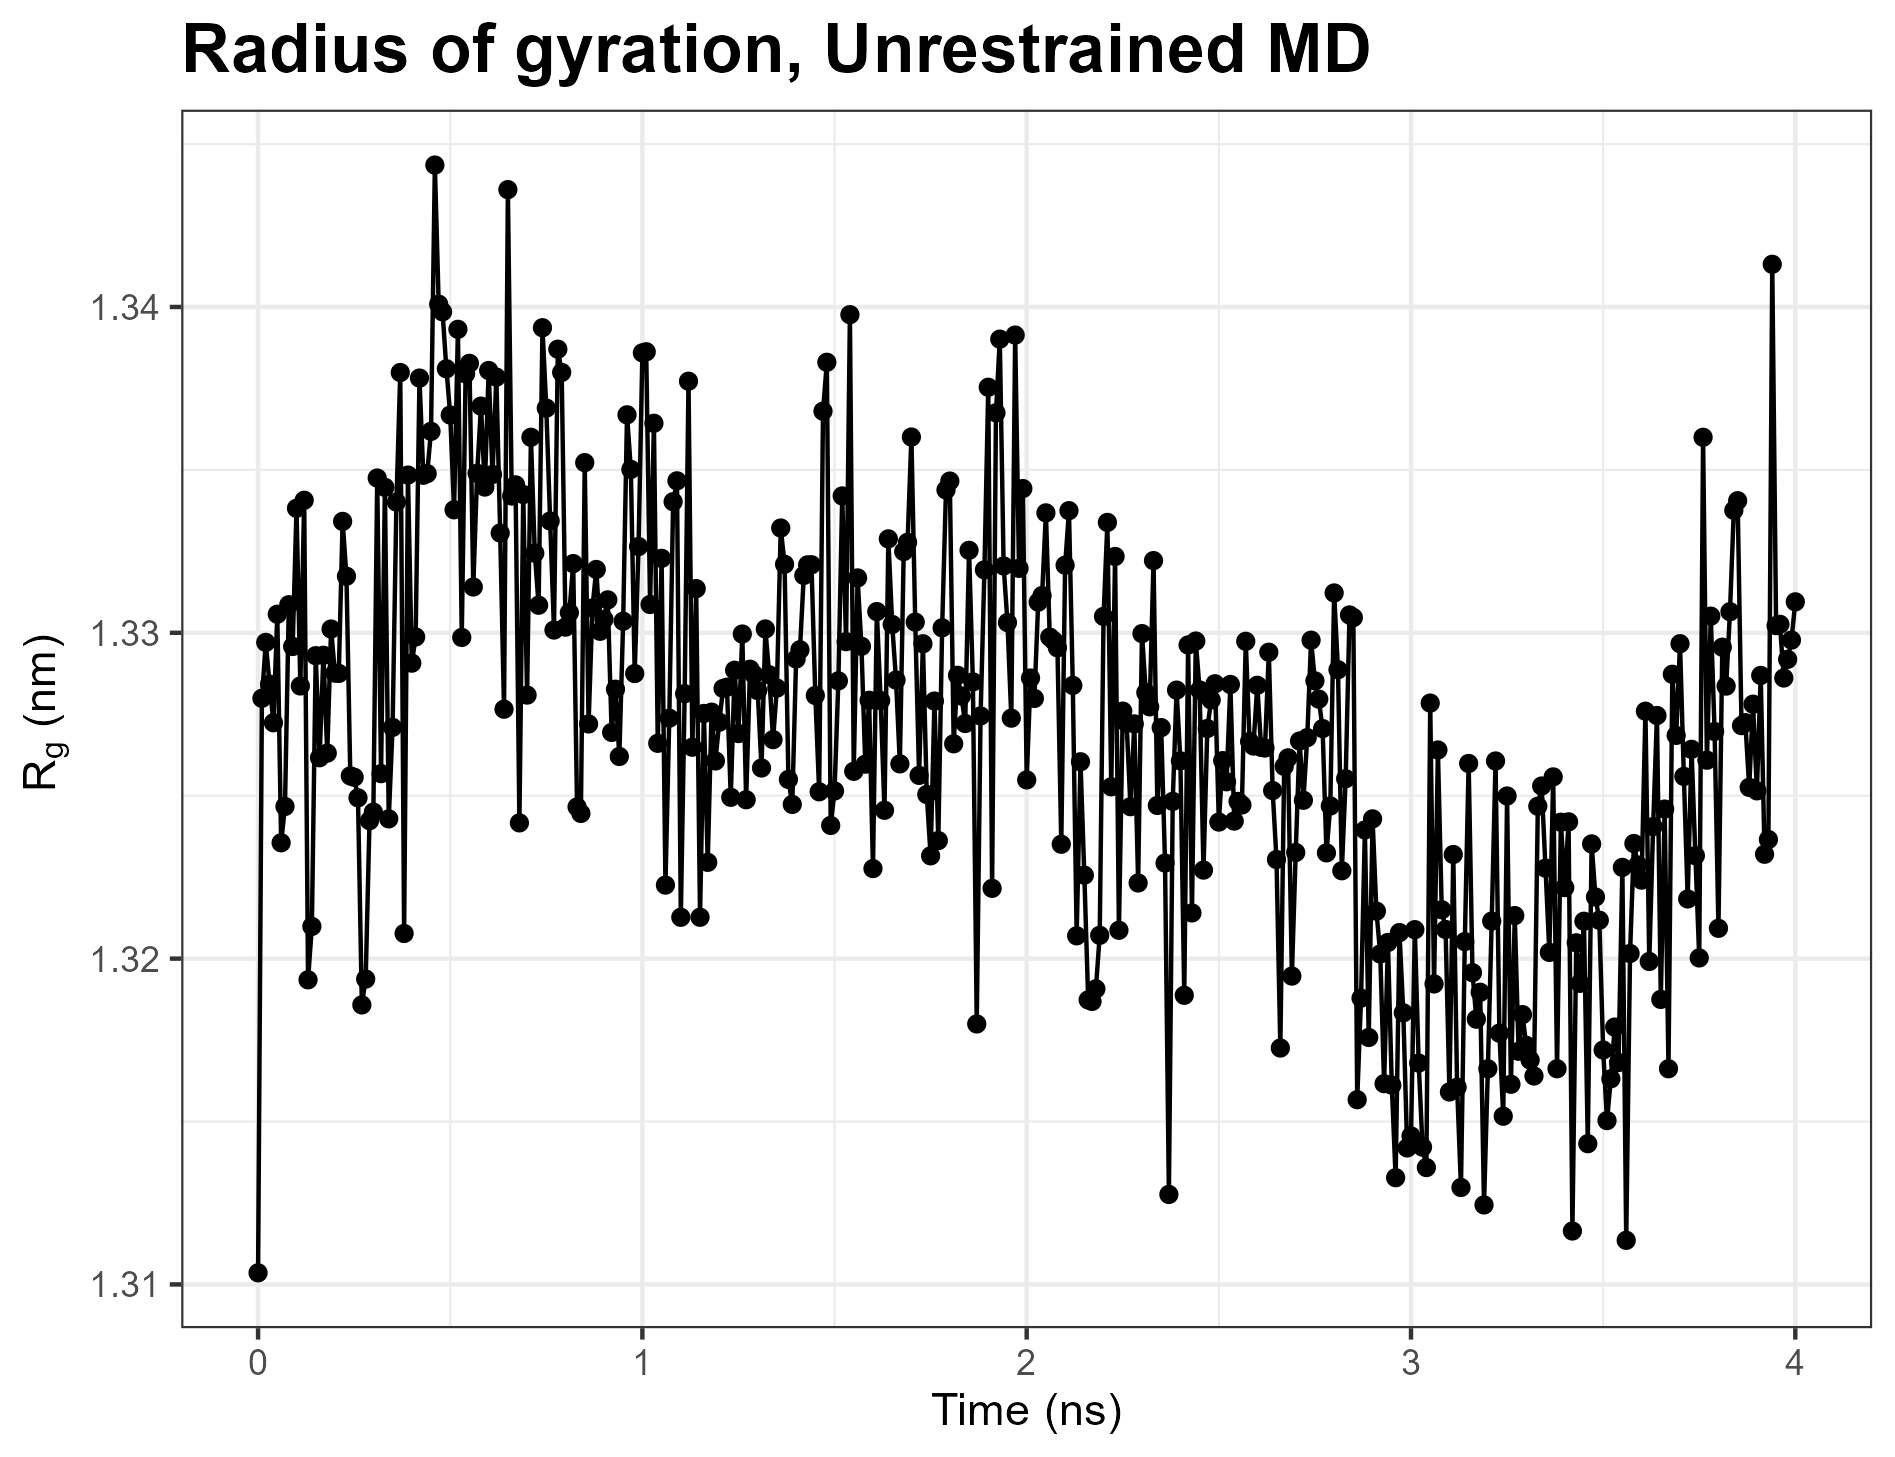 Radius of gyration, Unrestrained MD
1.34
1.33
1.32
1.31
Rg (nm)
0 1 2 3 4
Time (ns)